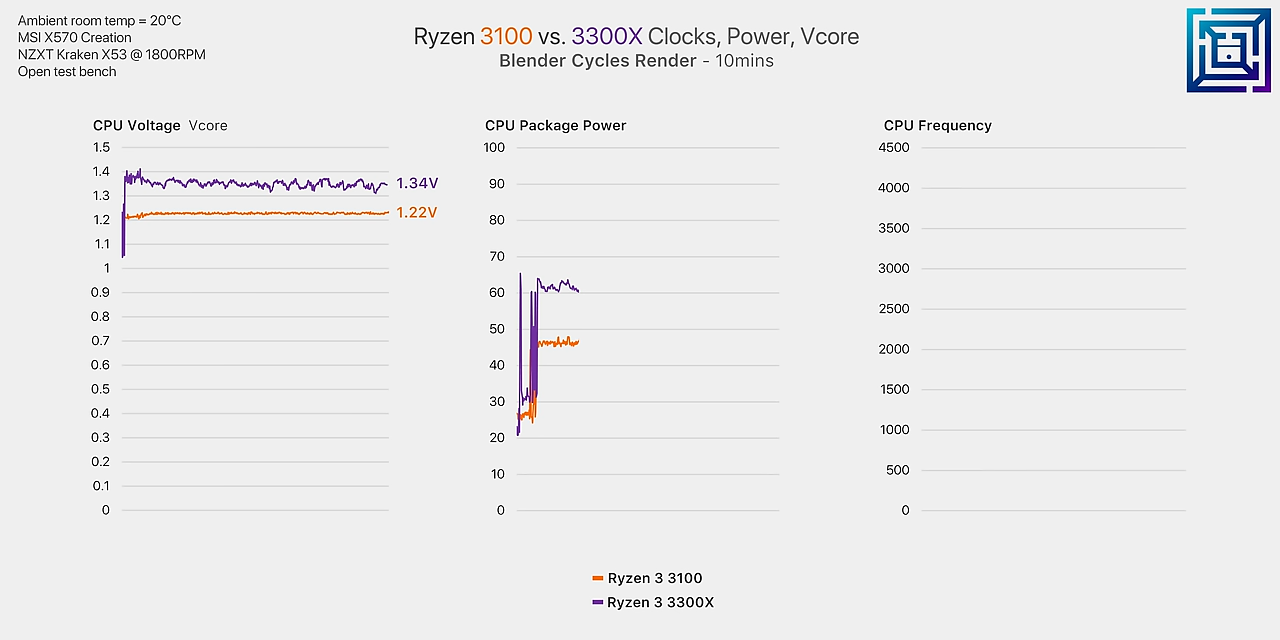 Ambient room temp = 20°C
MSI X570 Creation
NZXT Kraken X53 @ 1800RPM
Open test bench
Ryzen 3100 vs. 3300X Clocks, Power, Vcore
Blender Cycles Render - 10mins
CPU Voltage Vcore
1.5
1.4
1.3
1.2
1.1
1
0.9
0.8
0.7
0.6
0.5
0.4
0.3
0.2
0.1
0
1.34V
1.22V
CPU Package Power
100
90
80
70
60
50
40
30
20
10
0
CPU Frequency
4500
4000
3500
3000
2500
2000
1500
1000
500
0
Ryzen 3 3100
Ryzen 3 3300X